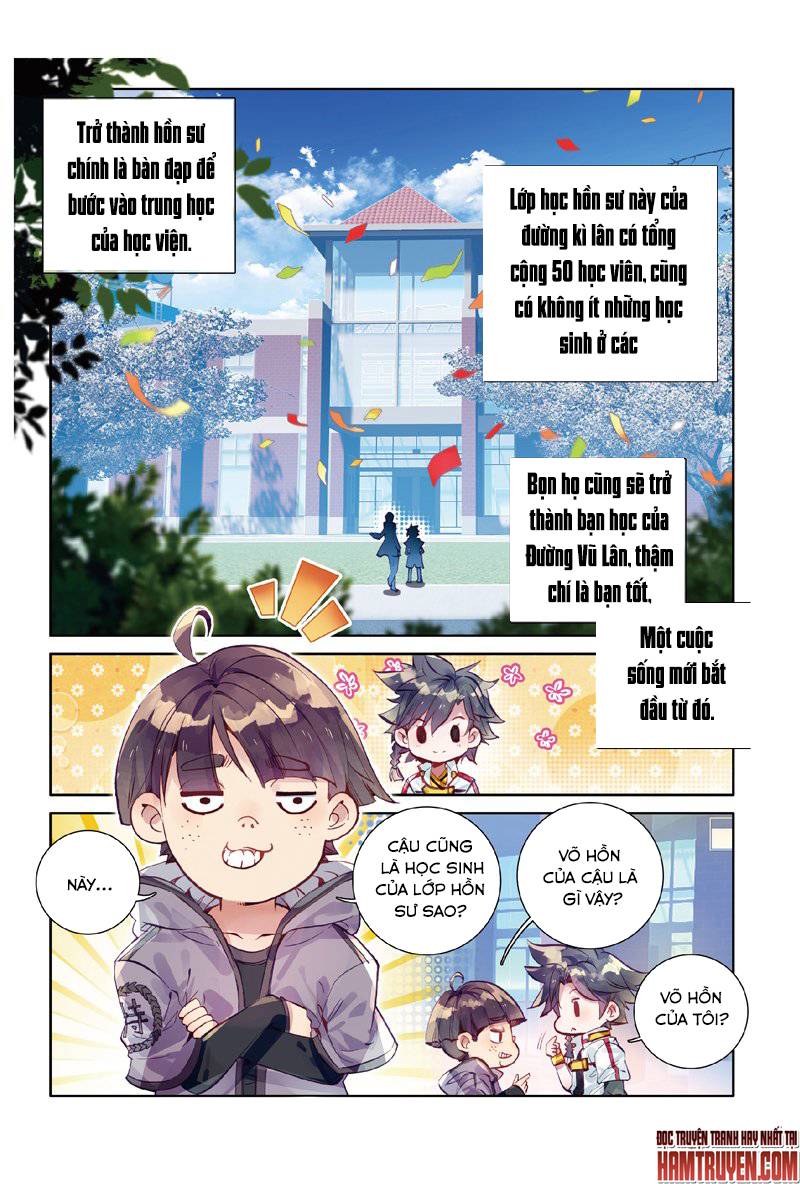 Trở thành hồn sư
chính là bàn đạp để
bước vào trung học
của học viện.
Lớp học hồn sư này của
đường kì lân có tổng
cộng 50 học viên, cũng
có không ít những học
sinh ở các
Bọn họ cũng sẽ trở
thành bạn học của
Đường Vũ Lân, thậm
chí là bạn tốt,
Một cuộc
sống mới bắt
đầu từ đó.
NÀY...
CẬU CŨNG
LÀ HỌC SINH
CỦA LỚP HỒN
SƯ SAO?
VÕ HỒN
CỦA CẬU LÀ
GÌ VẬY?
VÕ HỒN
CỦA TÔI?
寺
ĐỌC TRUYỆN TRANH HAY NHẤT TẠI
HAMTRUYEN.COM